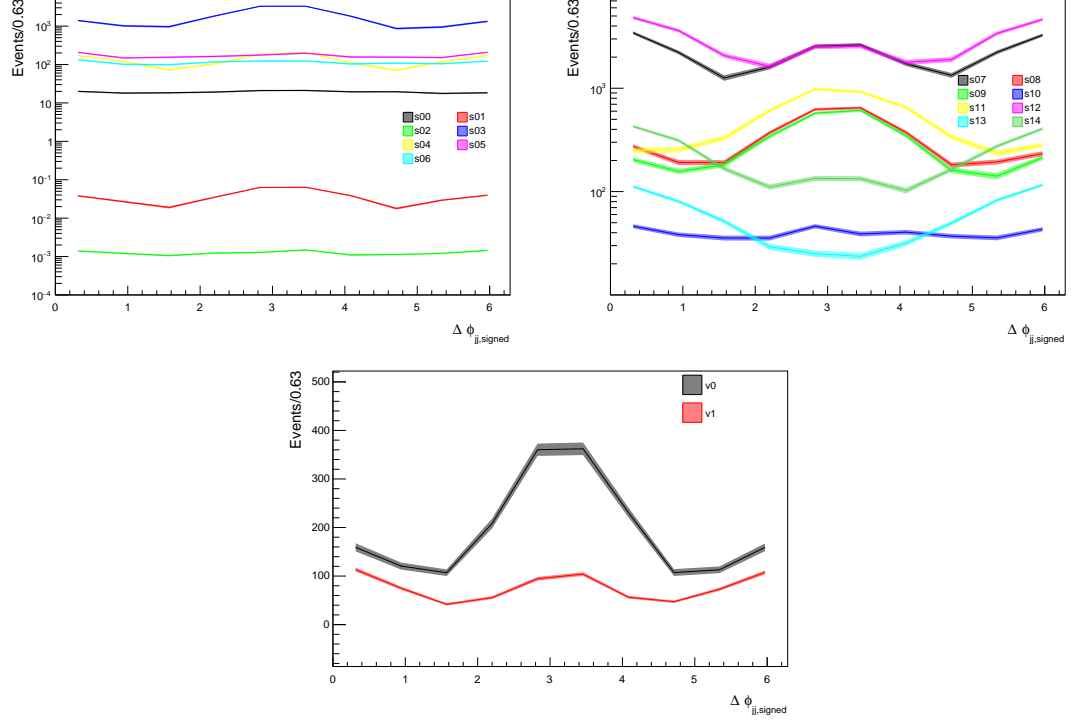 Events/0.63
10³
10²
10
1
10⁻¹
10⁻²
10⁻³
10⁻⁴
0 1 2 3 4 5 6
Δ ϕjj,signed
s00 s01
s02 s03
s04 s05
s06
Events/0.63
10³
10²
0 1 2 3 4 5 6
Δ ϕjj,signed
s07 s08
s09 s10
s11 s12
s13 s14
Events/0.63
500
400
300
200
100
0
0 1 2 3 4 5 6
Δ ϕjj,signed
v0
v1